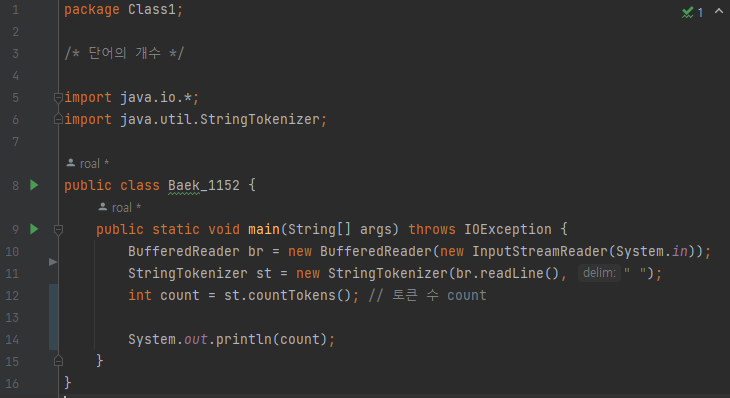 1 package Class1;
2
3 /* 단어의 개수 */
4
5 import java.io.*;
6 import java.util.StringTokenizer;
7
roal *
8 public class Baek_1152 {
roal *
9 public static void main(String[] args) throws IOException {
10 BufferedReader br = new BufferedReader(new InputStreamReader(System.in));
11 StringTokenizer st = new StringTokenizer(br.readLine(), delim: " ");
12 int count = st.countTokens(); // 토큰 수 count
13
14 System.out.println(count);
15 }
16 }
1